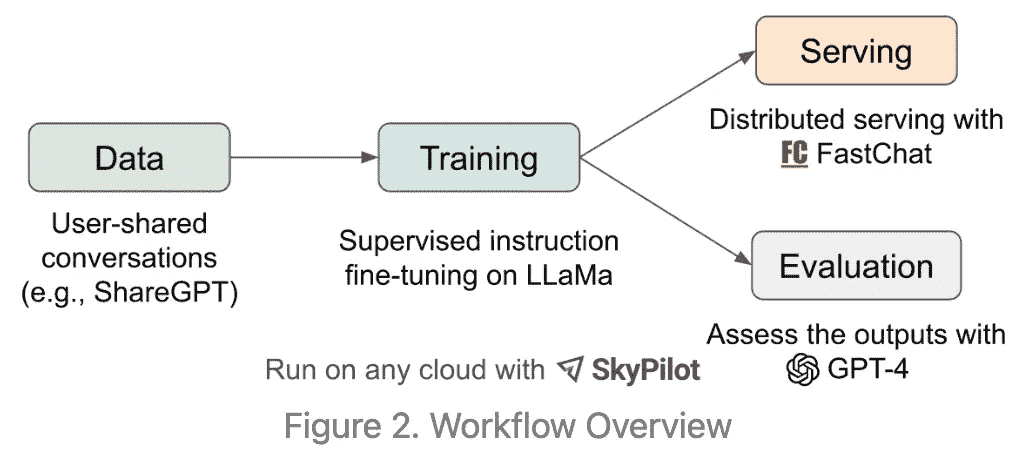 Data
User-shared
conversations
(e.g., ShareGPT)
Training
Supervised instruction
fine-tuning on LLaMa
Serving
Distributed serving with
FC FastChat
Evaluation
Assess the outputs with
GPT-4
Run on any cloud with SkyPilot
Figure 2. Workflow Overview